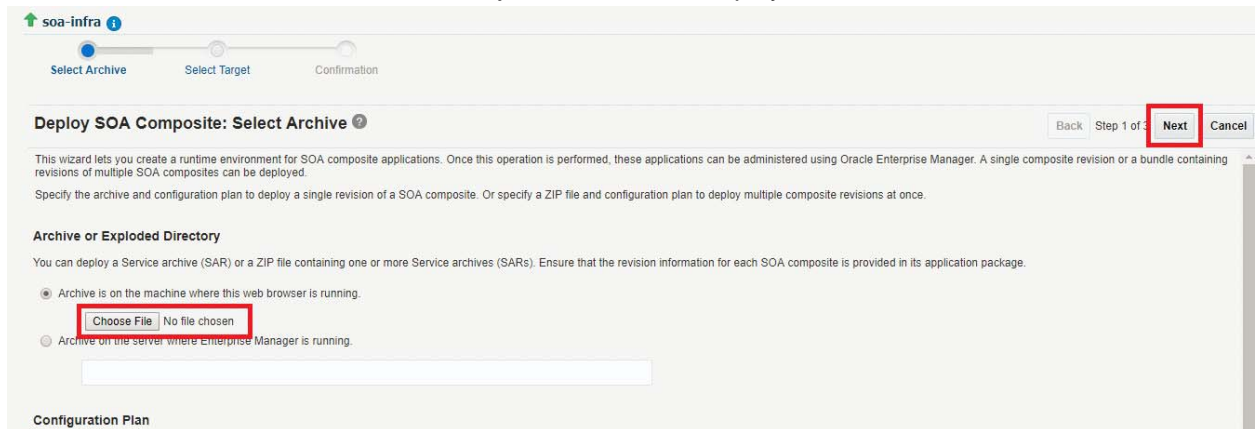 soa-infra
Select Archive Select Target Confirmation
Deploy SOA Composite: Select Archive
Back Step 1 of 3 Next Cancel
This wizard lets you create a runtime environment for SOA composite applications. Once this operation is performed, these applications can be administered using Oracle Enterprise Manager. A single composite revision or a bundle containing
revisions of multiple SOA composites can be deployed.
Specify the archive and configuration plan to deploy a single revision of a SOA composite. Or specify a ZIP file and configuration plan to deploy multiple composite revisions at once.
Archive or Exploded Directory
You can deploy a Service archive (SAR) or a ZIP file containing one or more Service archives (SARs). Ensure that the revision information for each SOA composite is provided in its application package.
Archive is on the machine where this web browser is running.
Choose File No file chosen
Archive on the server where Enterprise Manager is running.
Configuration Plan